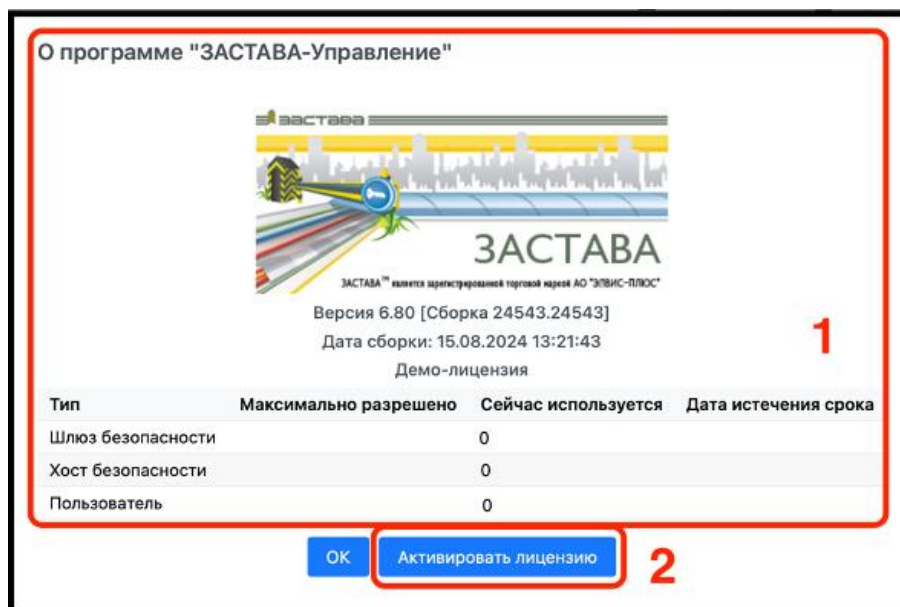 О программе "ЗАСТАВА-Управление"
застава
ЗАСТАВА
ЗАСТАВА™ является зарегистрированной торговой маркой АО "ЭЛВИС-ПЛЮС"
Версия 6.80 [Сборка 24543.24543]
Дата сборки: 15.08.2024 13:21:43
Демо-лицензия
1
Тип Максимально разрешено Сейчас используется Дата истечения срока
Шлюз безопасности 0
Хост безопасности 0
Пользователь 0
ОК Активировать лицензию 2